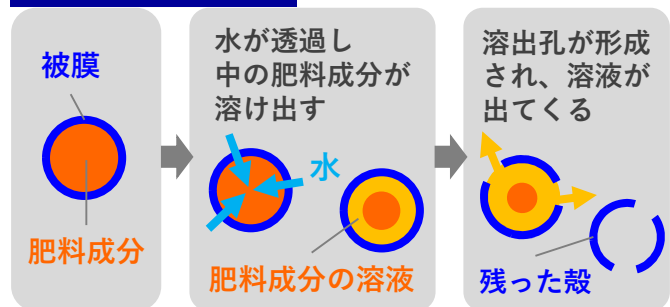 被膜
肥料成分
水が透過し
中の肥料成分が
溶け出す
水
肥料成分の溶液
溶出孔が形成
され、溶液が
出てくる
残った殻